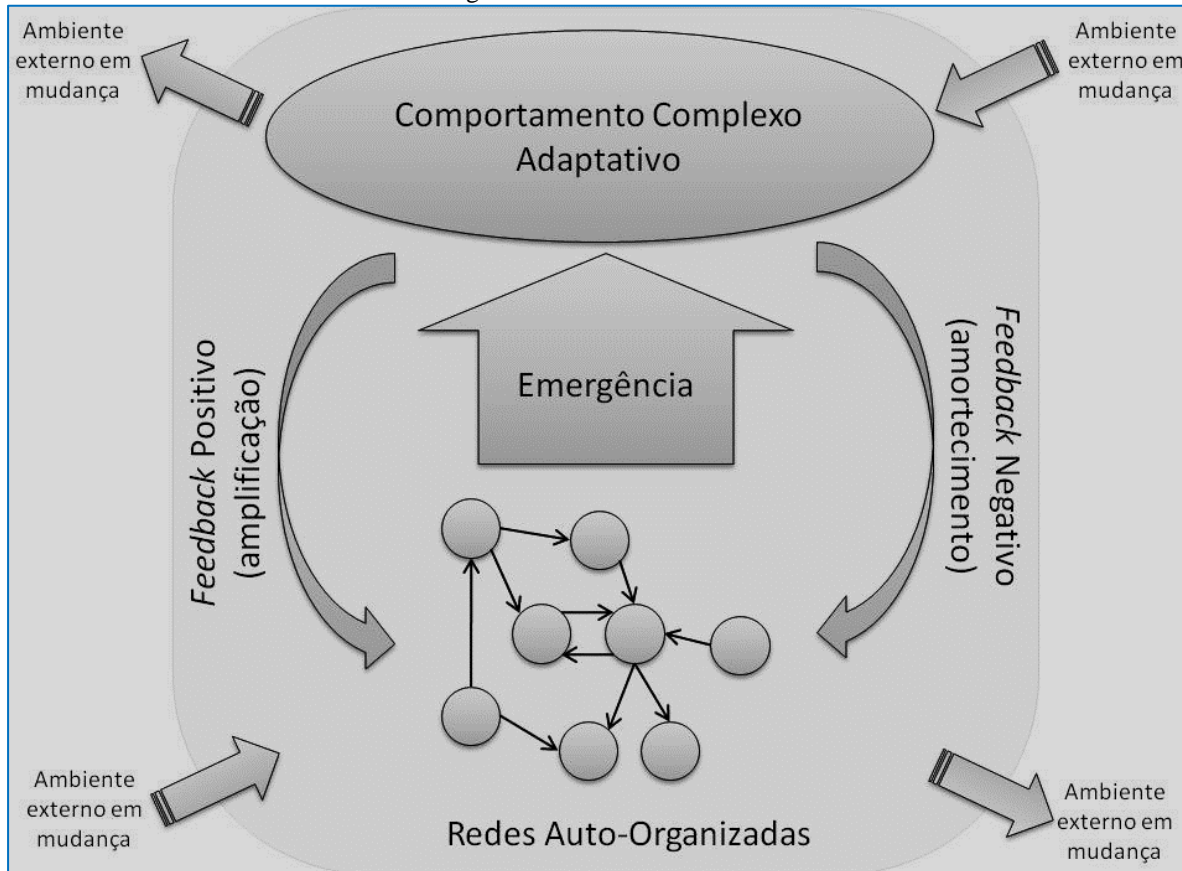 Ambiente
externo em
mudança
Ambiente
externo em
mudança
Comportamento Complexo
Adaptativo
Feedback Positivo
(amplificação)
Emergência
Feedback Negativo
(amortecimento)
Ambiente
externo em
mudança
Redes Auto-Organizadas
Ambiente
externo em
mudança